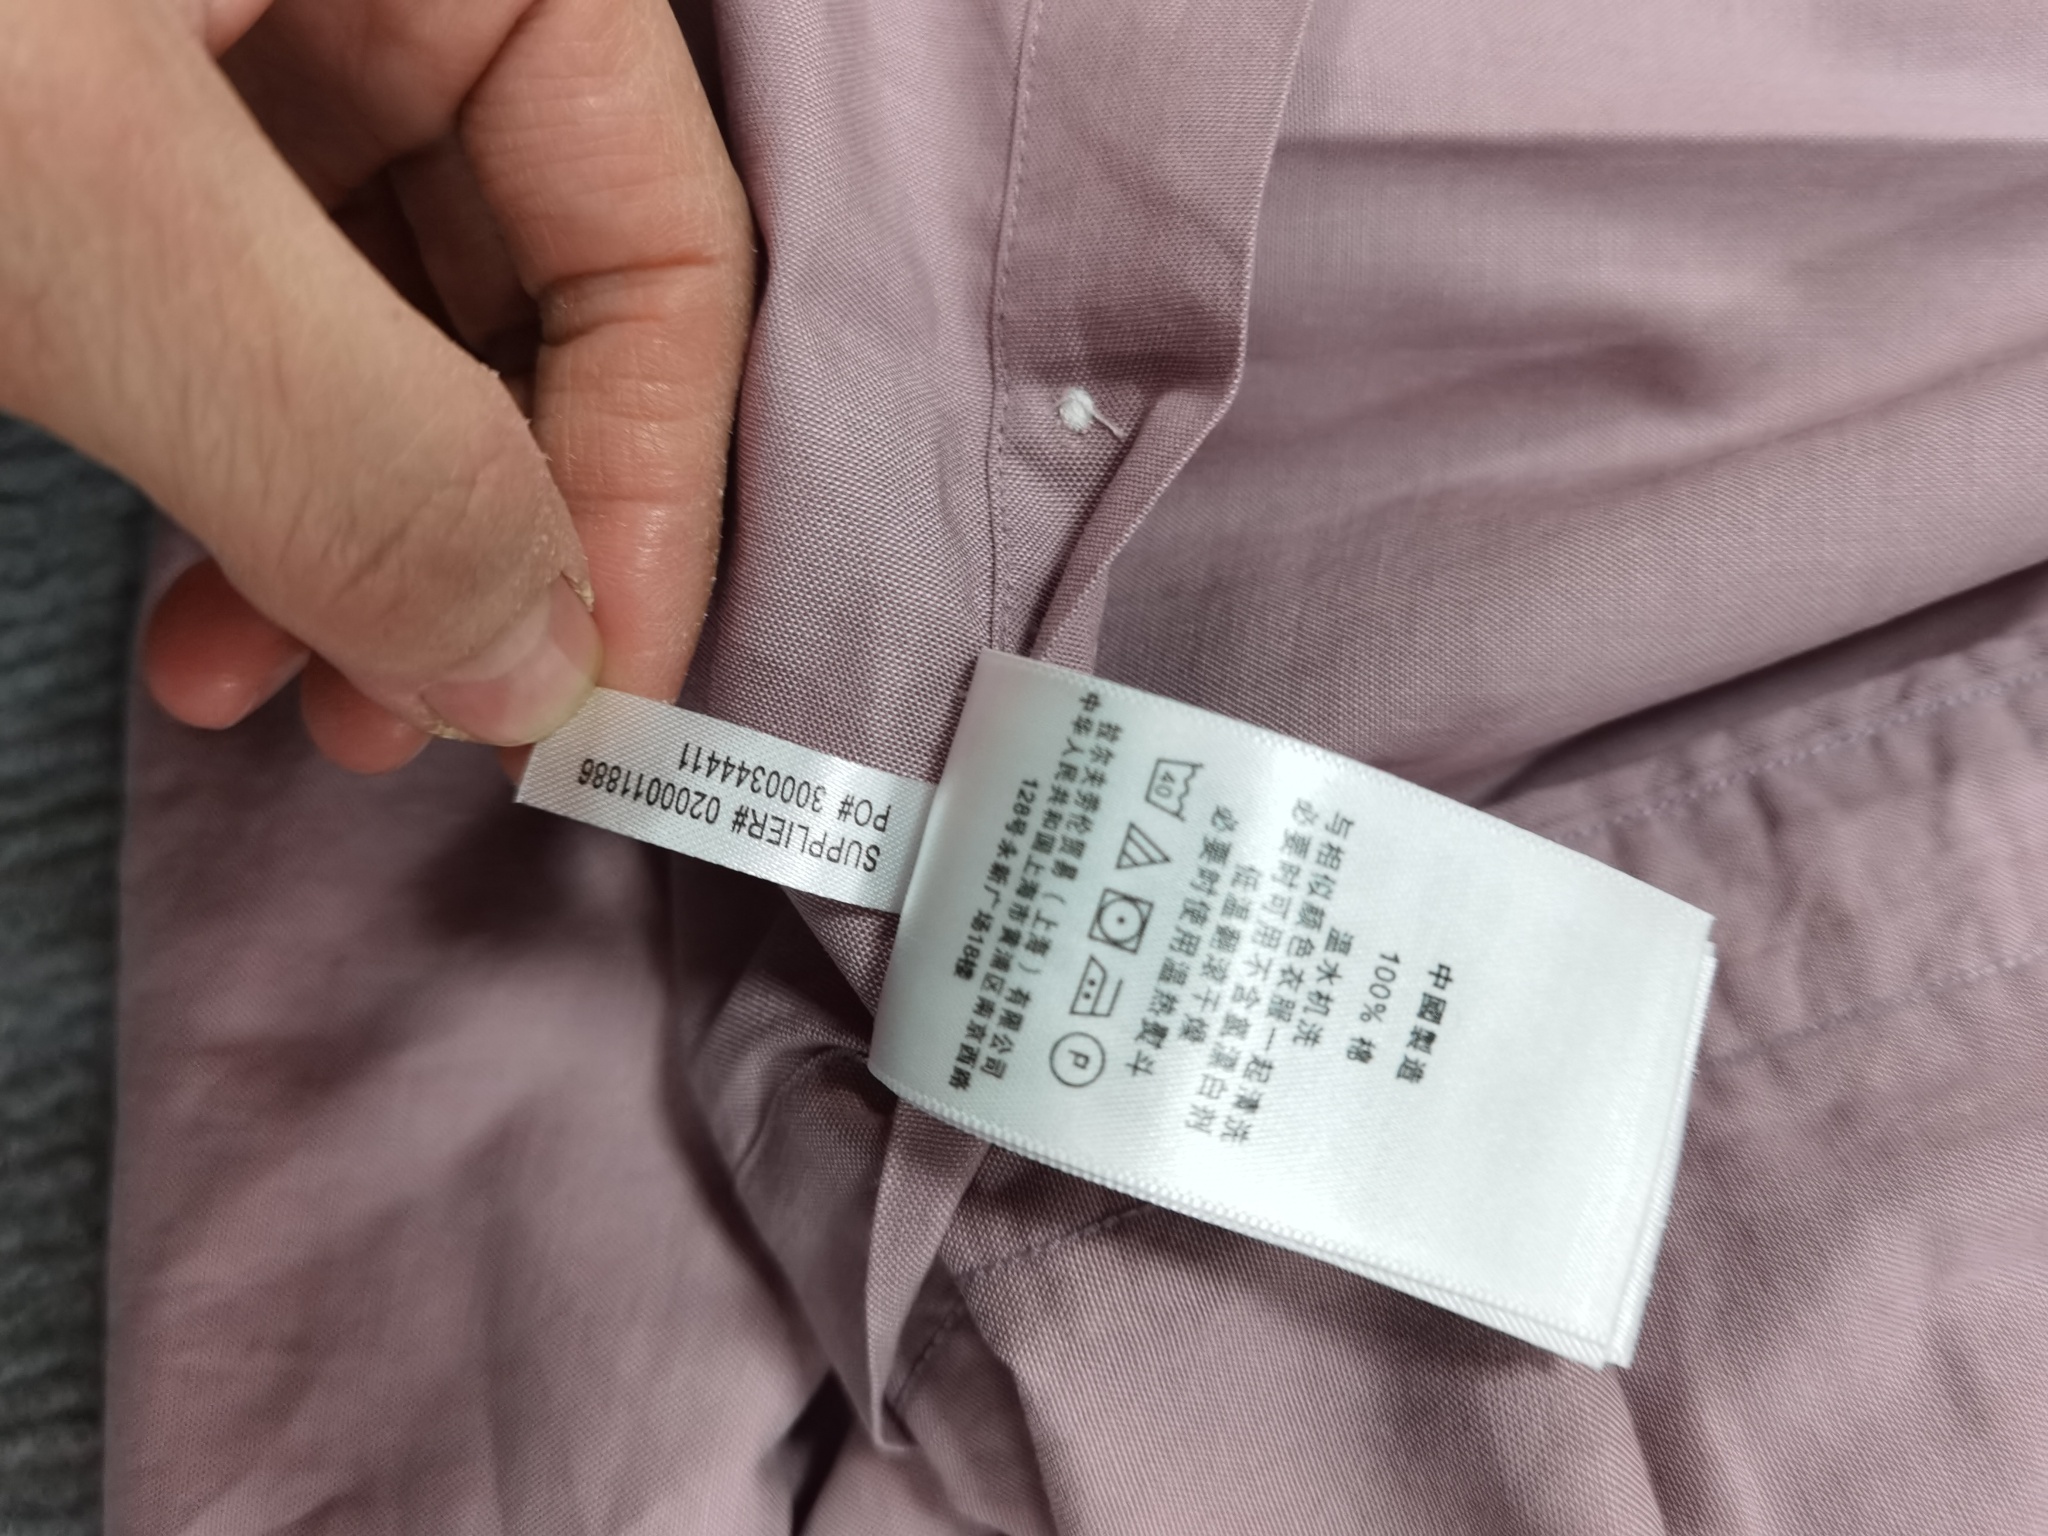 中國製造
100% 棉
温水机洗
与相似颜色衣服一起清洗
必要时可用不含氯漂白剂
低温翻滚干燥
必要时使用温热熨斗
40
P
拉尔夫劳伦贸易（上海）有限公司
中华人民共和国上海市黄浦区南京西路
128号永新广场18楼
SUPPLIER# 0200011886
PO# 3000344411